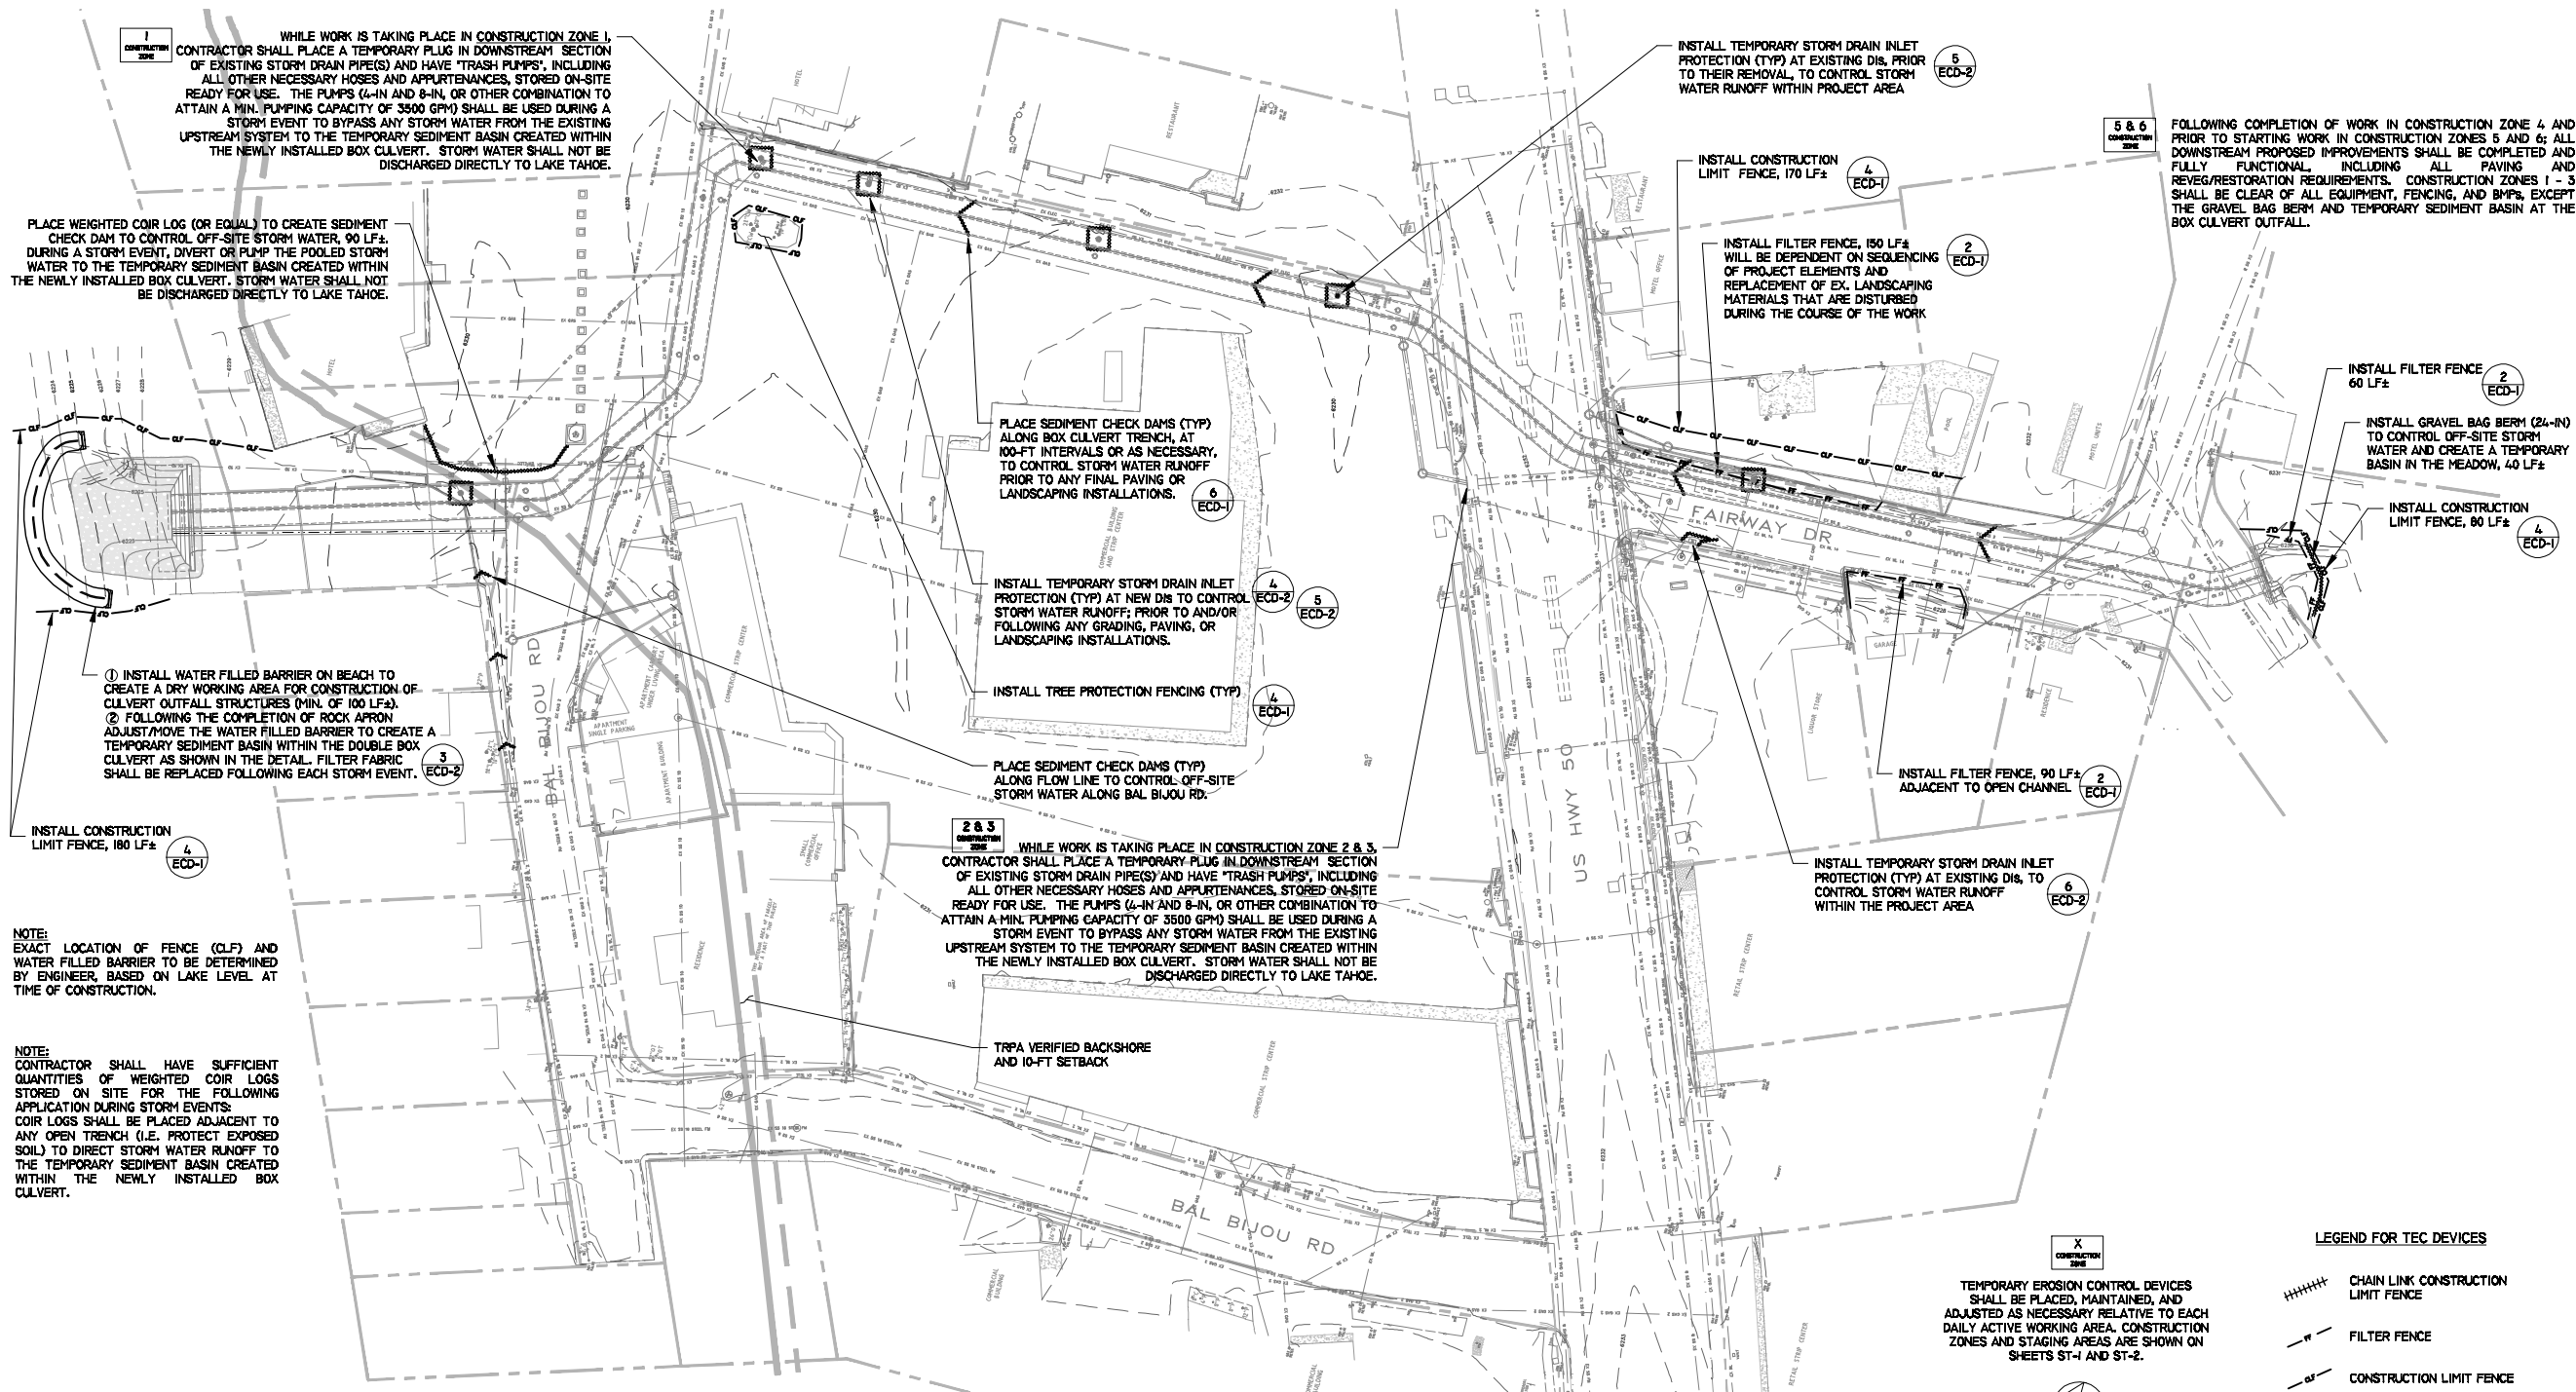 1
CONSTRUCTION
ZONE
WHILE WORK IS TAKING PLACE IN CONSTRUCTION ZONE 1,
CONTRACTOR SHALL PLACE A TEMPORARY PLUG IN DOWNSTREAM SECTION
OF EXISTING STORM DRAIN PIPE(S) AND HAVE "TRASH PUMPS", INCLUDING
ALL OTHER NECESSARY HOSES AND APPURTENANCES, STORED ON-SITE
READY FOR USE. THE PUMPS (4-IN AND 8-IN, OR OTHER COMBINATION TO
ATTAIN A MIN. PUMPING CAPACITY OF 3500 GPM) SHALL BE USED DURING A
STORM EVENT TO BYPASS ANY STORM WATER FROM THE EXISTING
UPSTREAM SYSTEM TO THE TEMPORARY SEDIMENT BASIN CREATED WITHIN
THE NEWLY INSTALLED BOX CULVERT. STORM WATER SHALL NOT BE
DISCHARGED DIRECTLY TO LAKE TAHOE.
PLACE WEIGHTED COIR LOG (OR EQUAL) TO CREATE SEDIMENT
CHECK DAM TO CONTROL OFF-SITE STORM WATER, 90 LF±.
DURING A STORM EVENT, DIVERT OR PUMP THE POOLED STORM
WATER TO THE TEMPORARY SEDIMENT BASIN CREATED WITHIN
THE NEWLY INSTALLED BOX CULVERT. STORM WATER SHALL NOT
BE DISCHARGED DIRECTLY TO LAKE TAHOE.
INSTALL TEMPORARY STORM DRAIN INLET
PROTECTION (TYP) AT EXISTING DIs, PRIOR
TO THEIR REMOVAL, TO CONTROL STORM
WATER RUNOFF WITHIN PROJECT AREA
5
ECD-2
INSTALL CONSTRUCTION
LIMIT FENCE, 170 LF±
4
ECD-1
INSTALL FILTER FENCE, 150 LF±
WILL BE DEPENDENT ON SEQUENCING
OF PROJECT ELEMENTS AND
REPLACEMENT OF EX. LANDSCAPING
MATERIALS THAT ARE DISTURBED
DURING THE COURSE OF THE WORK
2
ECD-1
5 & 6
CONSTRUCTION
ZONE
FOLLOWING COMPLETION OF WORK IN CONSTRUCTION ZONE 4 AND
PRIOR TO STARTING WORK IN CONSTRUCTION ZONES 5 AND 6; ALL
DOWNSTREAM PROPOSED IMPROVEMENTS SHALL BE COMPLETED AND
FULLY FUNCTIONAL, INCLUDING ALL PAVING AND
REVEG/RESTORATION REQUIREMENTS. CONSTRUCTION ZONES 1 - 3
SHALL BE CLEAR OF ALL EQUIPMENT, FENCING, AND BMPs, EXCEPT
THE GRAVEL BAG BERM AND TEMPORARY SEDIMENT BASIN AT THE
BOX CULVERT OUTFALL.
INSTALL FILTER FENCE
60 LF±
2
ECD-1
INSTALL GRAVEL BAG BERM (24-IN)
TO CONTROL OFF-SITE STORM
WATER AND CREATE A TEMPORARY
BASIN IN THE MEADOW, 40 LF±
INSTALL CONSTRUCTION
LIMIT FENCE, 80 LF±
4
ECD-1
HOTEL
RESTAURANT
RESTAURANT
MOTEL OFFICE
POOL
MOTEL UNITS
HOTEL
PLACE SEDIMENT CHECK DAMS (TYP)
ALONG BOX CULVERT TRENCH, AT
100-FT INTERVALS OR AS NECESSARY,
TO CONTROL STORM WATER RUNOFF
PRIOR TO ANY FINAL PAVING OR
LANDSCAPING INSTALLATIONS.
6
ECD-1
COMMERCIAL BUILDING
AND STRIP CENTER
INSTALL TEMPORARY STORM DRAIN INLET
PROTECTION (TYP) AT NEW DIs TO CONTROL
STORM WATER RUNOFF; PRIOR TO AND/OR
FOLLOWING ANY GRADING, PAVING, OR
LANDSCAPING INSTALLATIONS.
4
ECD-2
5
ECD-2
INSTALL TREE PROTECTION FENCING (TYP)
4
ECD-1
PLACE SEDIMENT CHECK DAMS (TYP)
ALONG FLOW LINE TO CONTROL OFF-SITE
STORM WATER ALONG BAL BIJOU RD.
① INSTALL WATER FILLED BARRIER ON BEACH TO
CREATE A DRY WORKING AREA FOR CONSTRUCTION OF
CULVERT OUTFALL STRUCTURES (MIN. OF 100 LF±).
② FOLLOWING THE COMPLETION OF ROCK APRON
ADJUST/MOVE THE WATER FILLED BARRIER TO CREATE A
TEMPORARY SEDIMENT BASIN WITHIN THE DOUBLE BOX
CULVERT AS SHOWN IN THE DETAIL. FILTER FABRIC
SHALL BE REPLACED FOLLOWING EACH STORM EVENT.
3
ECD-2
INSTALL CONSTRUCTION
LIMIT FENCE, 180 LF±
4
ECD-1
FAIRWAY DR
GARAGE
LIQUOR STORE
RESIDENCE
INSTALL FILTER FENCE, 90 LF±
ADJACENT TO OPEN CHANNEL
2
ECD-1
INSTALL TEMPORARY STORM DRAIN INLET
PROTECTION (TYP) AT EXISTING DIs, TO
CONTROL STORM WATER RUNOFF
WITHIN THE PROJECT AREA
6
ECD-2
BAL BIJOU RD
APARTMENT
SINGLE PARKING
APARTMENT BUILDING
COMMERCIAL STRIP CENTER
SMALL
COMMERCIAL
OFFICE
RESIDENCE
US HWY 50
2 & 3
CONSTRUCTION
ZONE
WHILE WORK IS TAKING PLACE IN CONSTRUCTION ZONE 2 & 3,
CONTRACTOR SHALL PLACE A TEMPORARY PLUG IN DOWNSTREAM SECTION
OF EXISTING STORM DRAIN PIPE(S) AND HAVE "TRASH PUMPS", INCLUDING
ALL OTHER NECESSARY HOSES AND APPURTENANCES, STORED ON-SITE
READY FOR USE. THE PUMPS (4-IN AND 8-IN, OR OTHER COMBINATION TO
ATTAIN A MIN. PUMPING CAPACITY OF 3500 GPM) SHALL BE USED DURING A
STORM EVENT TO BYPASS ANY STORM WATER FROM THE EXISTING
UPSTREAM SYSTEM TO THE TEMPORARY SEDIMENT BASIN CREATED WITHIN
THE NEWLY INSTALLED BOX CULVERT. STORM WATER SHALL NOT BE
DISCHARGED DIRECTLY TO LAKE TAHOE.
RETAIL STRIP CENTER
NOTE:
EXACT LOCATION OF FENCE (CLF) AND
WATER FILLED BARRIER TO BE DETERMINED
BY ENGINEER, BASED ON LAKE LEVEL AT
TIME OF CONSTRUCTION.
NOTE:
CONTRACTOR SHALL HAVE SUFFICIENT
QUANTITIES OF WEIGHTED COIR LOGS
STORED ON SITE FOR THE FOLLOWING
APPLICATION DURING STORM EVENTS:
COIR LOGS SHALL BE PLACED ADJACENT TO
ANY OPEN TRENCH (I.E. PROTECT EXPOSED
SOIL) TO DIRECT STORM WATER RUNOFF TO
THE TEMPORARY SEDIMENT BASIN CREATED
WITHIN THE NEWLY INSTALLED BOX
CULVERT.
TRPA VERIFIED BACKSHORE
AND 10-FT SETBACK
COMMERCIAL STRIP CENTER
BAL BIJOU RD
COMMERCIAL
BUILDING
RETAIL STRIP CENTER
X
CONSTRUCTION
ZONE
TEMPORARY EROSION CONTROL DEVICES
SHALL BE PLACED, MAINTAINED, AND
ADJUSTED AS NECESSARY RELATIVE TO EACH
DAILY ACTIVE WORKING AREA. CONSTRUCTION
ZONES AND STAGING AREAS ARE SHOWN ON
SHEETS ST-1 AND ST-2.
LEGEND FOR TEC DEVICES
CHAIN LINK CONSTRUCTION
LIMIT FENCE
FF
FILTER FENCE
CLF
CONSTRUCTION LIMIT FENCE